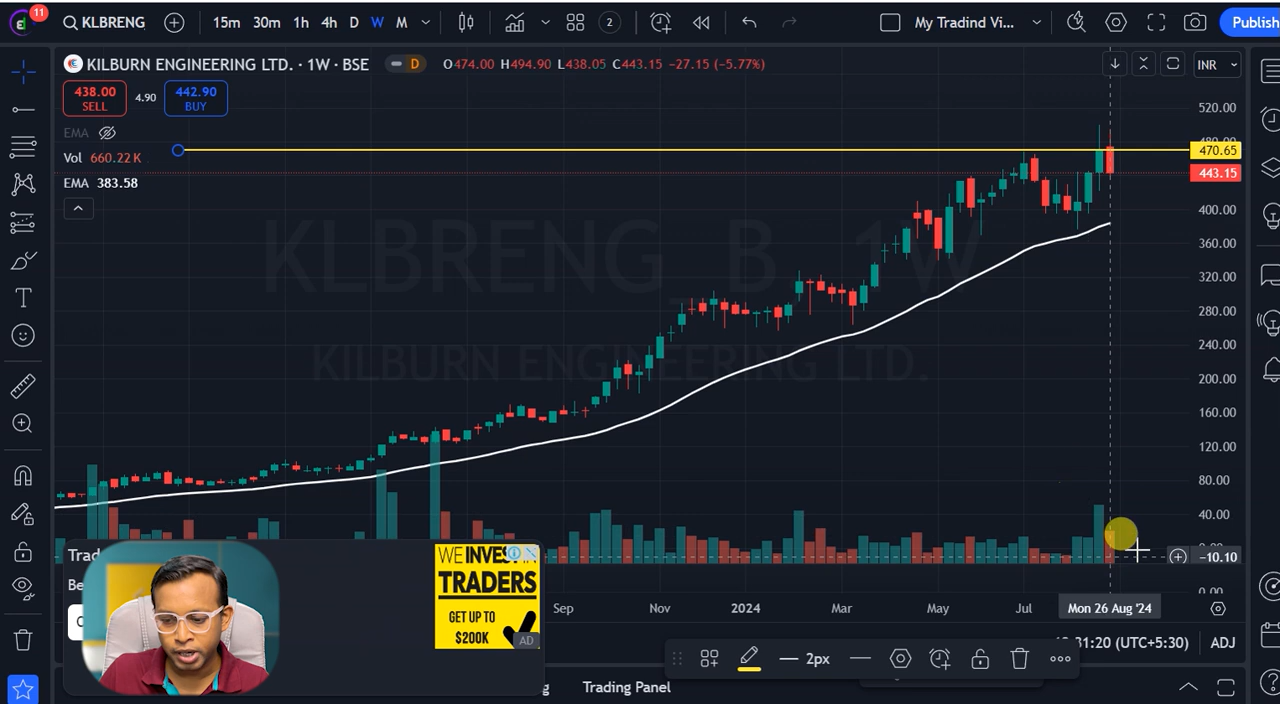 11
KLBRENG
15m 30m 1h 4h D W M
2
My Tradind Vi...
Publish
KILBURN ENGINEERING LTD. · 1W · BSE
D
O474.00 H494.90 L438.05 C443.15 -27.15 (-5.77%)
INR
438.00
SELL
4.90
442.90
BUY
EMA
Vol 660.22 K
EMA 383.58
KLBRENG_B, 1W
KILBURN ENGINEERING LTD.
520.00
470.65
443.15
400.00
360.00
320.00
280.00
240.00
200.00
160.00
120.00
80.00
40.00
-10.10
Trad
Be
WE INVEST IN
TRADERS
GET UP TO
$200K
AD
Sep Nov 2024 Mar May Jul Mon 26 Aug '24
31:20 (UTC+5:30) ADJ
2px
Trading Panel